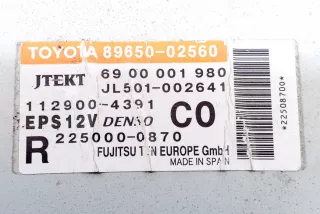 TOYOTA 89650-02560
JTEKT 69 00 001 980
JL501-002641
112900-4391
EPS12V DENSO C0
R 225000-0870
FUJITSU TEN EUROPE GmbH
MADE IN SPAIN
*22508700*